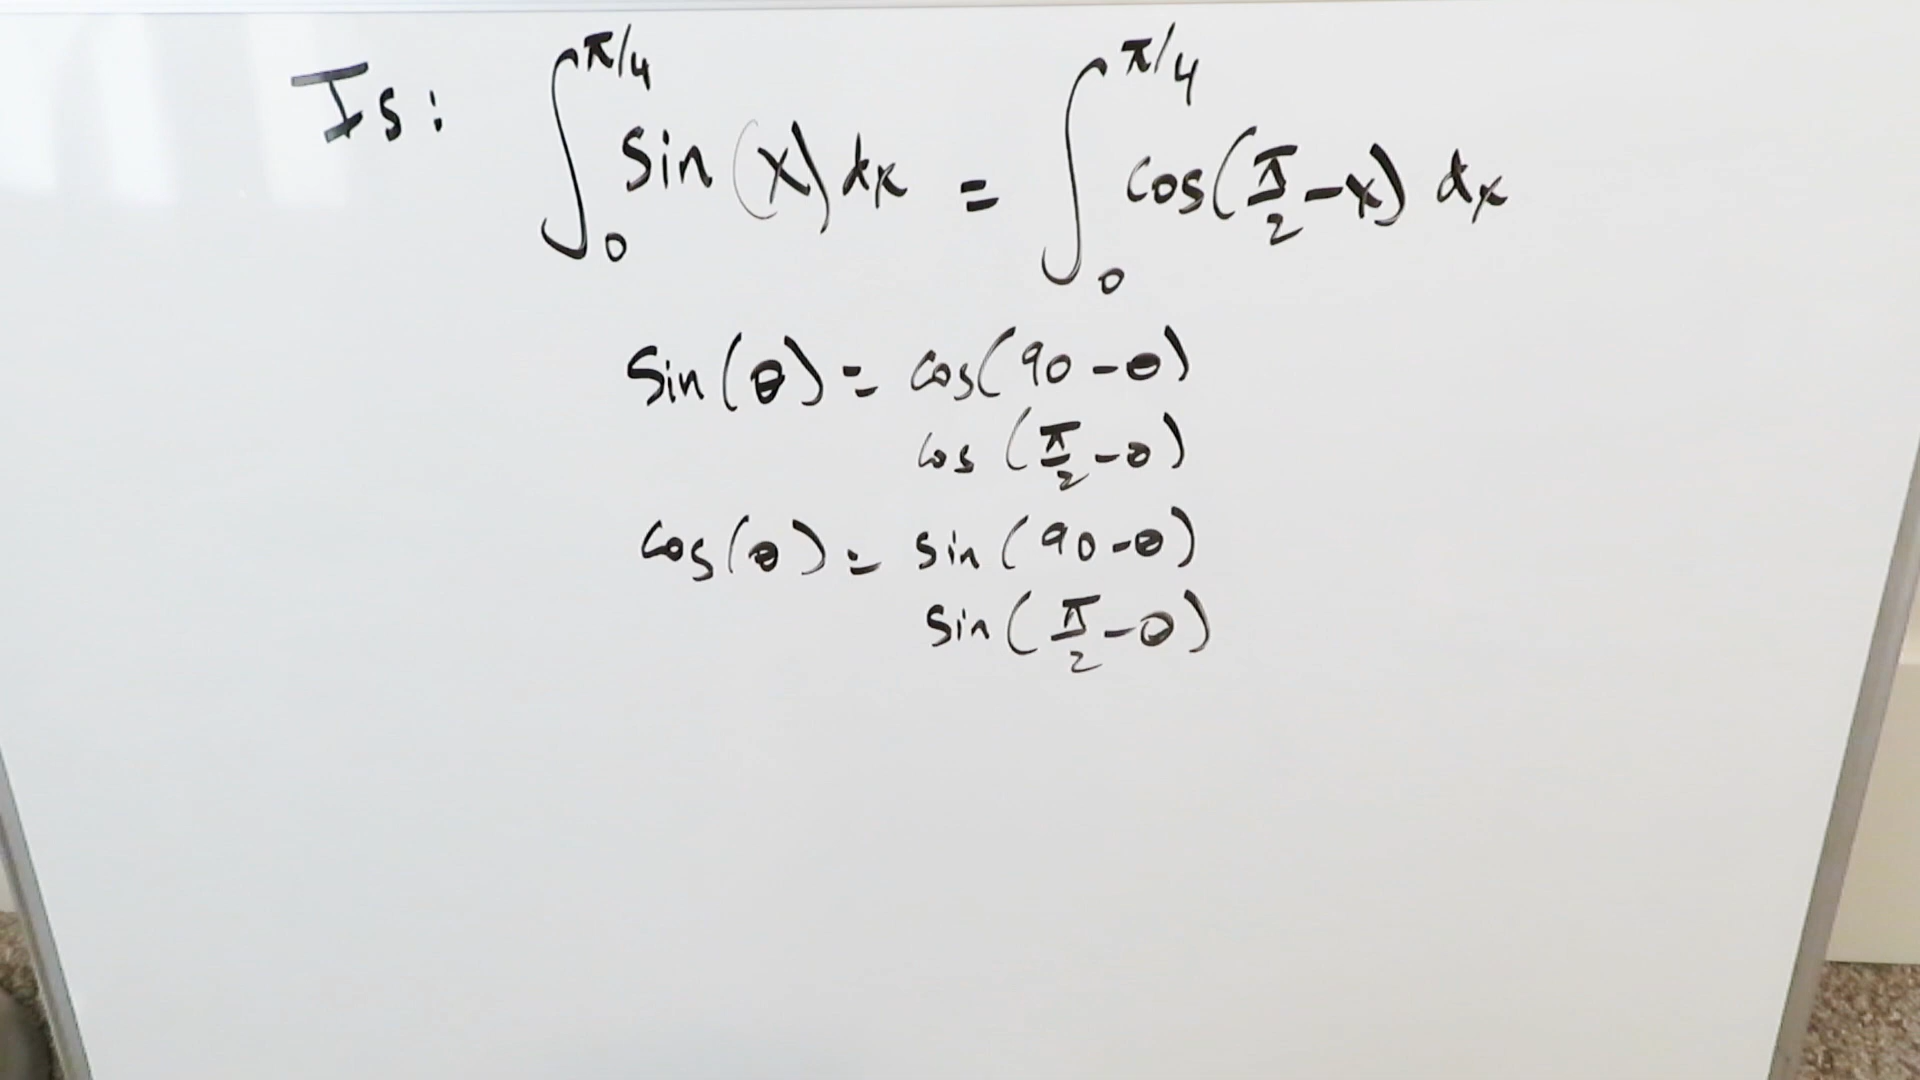 Is: ∫₀^π/4 sin(x)dx = ∫₀^π/4 cos(π/2-x) dx
sin(θ) = cos(90-θ)
cos(π/2-θ)
cos(θ) = sin(90-θ)
sin(π/2-θ)